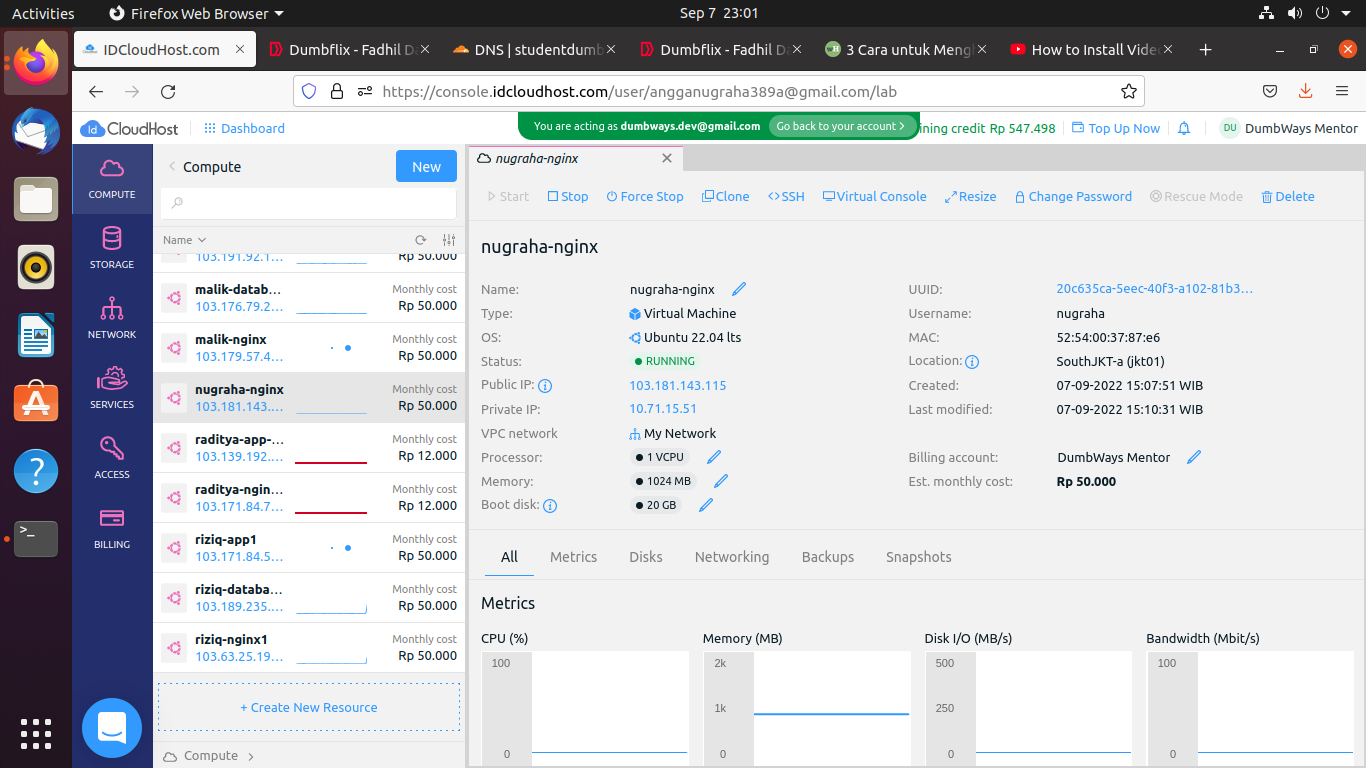 Activities Firefox Web Browser Sep 7 23:01
IDCloudHost.com Dumbflix - Fadhil Da DNS | studentdumb Dumbflix - Fadhil Da 3 Cara untuk Mengh How to Install Video
https://console.idcloudhost.com/user/angganugraha389a@gmail.com/lab
Id CloudHost Dashboard You are acting as dumbways.dev@gmail.com Go back to your account ining credit Rp 547.498 Top Up Now DU DumbWays Mentor
COMPUTE
STORAGE
NETWORK
SERVICES
ACCESS
BILLING
Compute New
Name
103.191.92.1... Rp 50.000
malik-datab... Monthly cost
103.176.79.2... Rp 50.000
malik-nginx Monthly cost
103.179.57.4... Rp 50.000
nugraha-nginx Monthly cost
103.181.143.... Rp 50.000
raditya-app-... Monthly cost
103.139.192.... Rp 12.000
raditya-ngin... Monthly cost
103.171.84.7... Rp 12.000
riziq-app1 Monthly cost
103.171.84.5... Rp 50.000
riziq-databa... Monthly cost
103.189.235.... Rp 50.000
riziq-nginx1 Monthly cost
103.63.25.19... Rp 50.000
+ Create New Resource
Compute
nugraha-nginx
Start Stop Force Stop Clone SSH Virtual Console Resize Change Password Rescue Mode Delete
nugraha-nginx
Name: nugraha-nginx UUID: 20c635ca-5eec-40f3-a102-81b3...
Type: Virtual Machine Username: nugraha
OS: Ubuntu 22.04 lts MAC: 52:54:00:37:87:e6
Status: RUNNING Location: SouthJKT-a (jkt01)
Public IP: 103.181.143.115 Created: 07-09-2022 15:07:51 WIB
Private IP: 10.71.15.51 Last modified: 07-09-2022 15:10:31 WIB
VPC network My Network
Processor: 1 VCPU Billing account: DumbWays Mentor
Memory: 1024 MB Est. monthly cost: Rp 50.000
Boot disk: 20 GB
All Metrics Disks Networking Backups Snapshots
Metrics
CPU (%) Memory (MB) Disk I/O (MB/s) Bandwidth (Mbit/s)
100 2k 500 100
1k 250
0 0 0 0